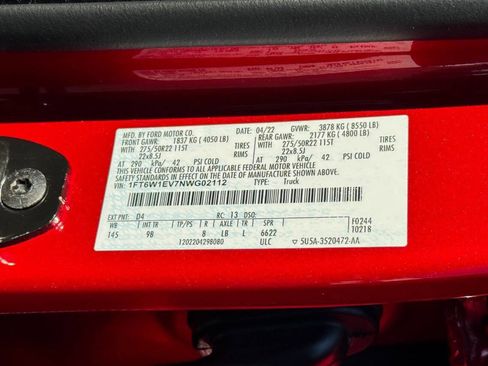 MFD. BY FORD MOTOR CO. DATE: 04/22 GVWR: 3878 KG ( 8550 LB)
FRONT GAWR: 1837 KG ( 4050 LB) REAR GAWR: 2177 KG ( 4800 LB)
275/50R22 115T TIRES 275/50R22 115T TIRES
22x8.5J RIMS 22x8.5J RIMS
AT 290 kPa/ 42 PSI COLD AT 290 kPa/ 42 PSI COLD
THIS VEHICLE CONFORMS TO ALL APPLICABLE FEDERAL MOTOR VEHICLE
SAFETY STANDARDS IN EFFECT ON THE DATE OF MANUFACTURE SHOWN ABOVE.
VIN: 1FT6W1EV7NWG02112 TYPE: Truck
EXT PNT: D4 RC: 13 DSO: F0244
WB INT TR TP/PS R AXLE TR SPR 10218
145 9B 8 LB L 6622
1202204298080 ULC 5U5A-3520472-AA